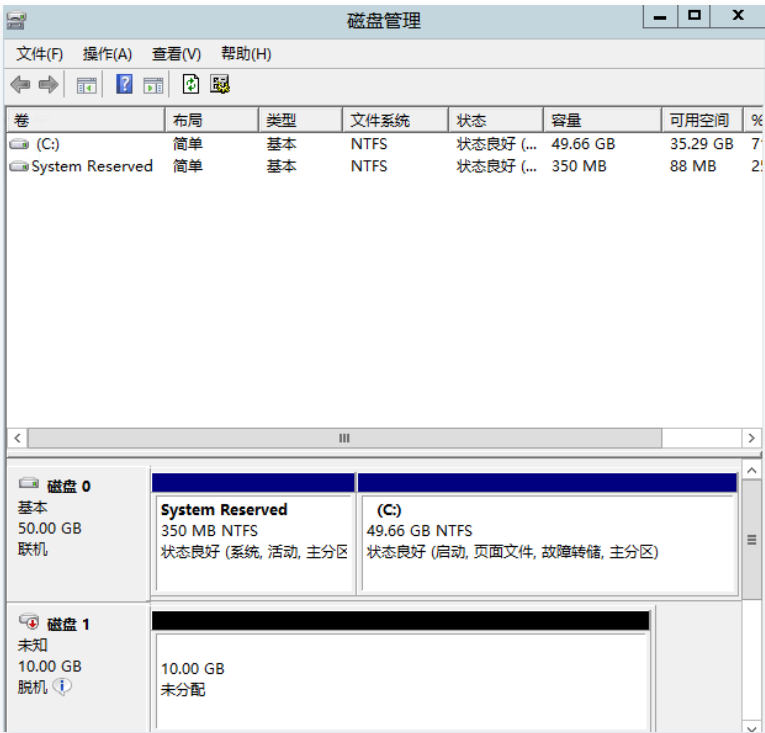 磁盘管理
文件(F) 操作(A) 查看(V) 帮助(H)
卷 布局 类型 文件系统 状态 容量 可用空间 %
(C:) 简单 基本 NTFS 状态良好 (... 49.66 GB 35.29 GB 7
System Reserved 简单 基本 NTFS 状态良好 (... 350 MB 88 MB 2
磁盘 0
基本
50.00 GB
联机
System Reserved
350 MB NTFS
状态良好 (系统, 活动, 主分区
(C:)
49.66 GB NTFS
状态良好 (启动, 页面文件, 故障转储, 主分区)
磁盘 1
未知
10.00 GB
脱机
10.00 GB
未分配